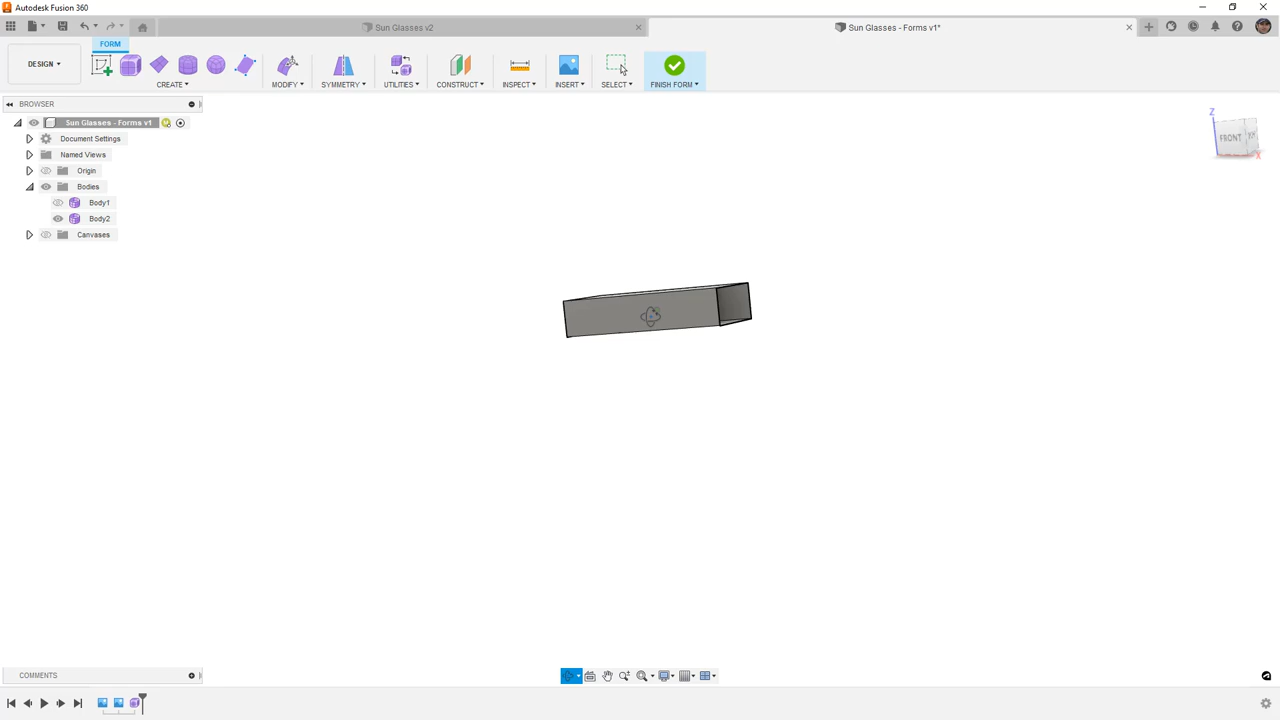 Autodesk Fusion 360
Sun Glasses v2
Sun Glasses - Forms v1*
FORM
DESIGN
CREATE
MODIFY
SYMMETRY
UTILITIES
CONSTRUCT
INSPECT
INSERT
SELECT
FINISH FORM
BROWSER
Sun Glasses - Forms v1
Document Settings
Named Views
Origin
Bodies
Body1
Body2
Canvases
Z
FRONT
X
COMMENTS